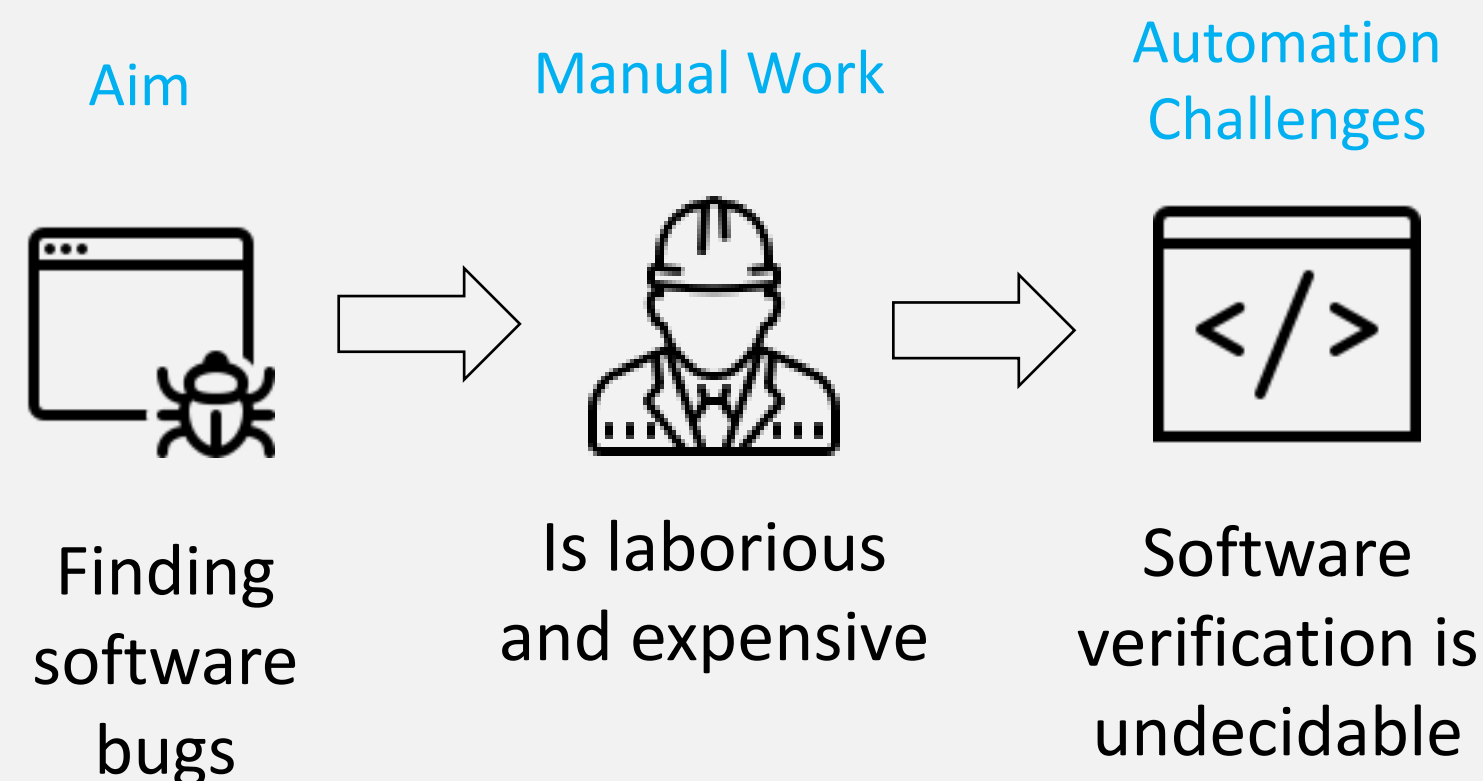 Aim
Manual Work
Automation
Challenges
</>
Finding
software
bugs
Is laborious
and expensive
Software
verification is
undecidable